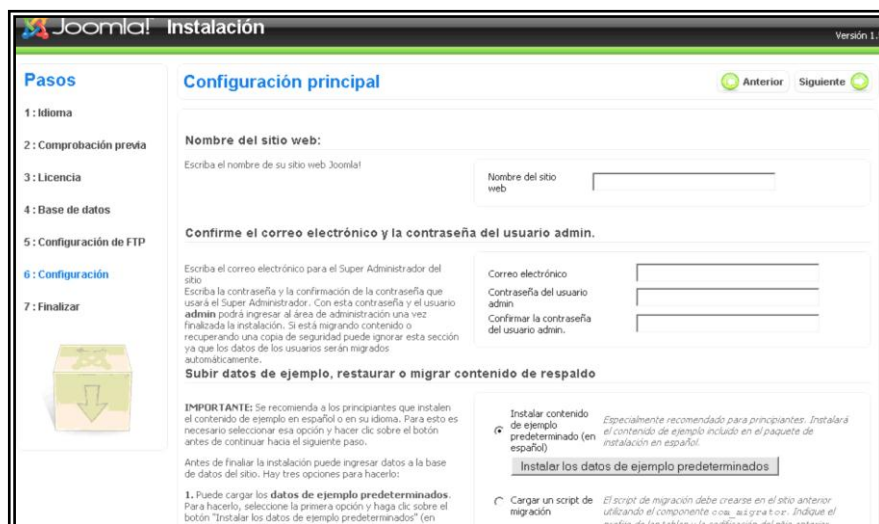 Joomla! Instalación
Versión 1.
Pasos
1 : Idioma
2 : Comprobación previa
3 : Licencia
4 : Base de datos
5 : Configuración de FTP
6 : Configuración
7 : Finalizar
Configuración principal
Anterior Siguiente
Nombre del sitio web:
Escriba el nombre de su sitio web Joomla!
Nombre del sitio
web
Confirme el correo electrónico y la contraseña del usuario admin.
Escriba el correo electrónico para el Super Administrador del
sitio
Escriba la contraseña y la confirmación de la contraseña que
usará el Super Administrador. Con esta contraseña y el usuario
admin podrá ingresar al área de administración una vez
finalizada la instalación. Si está migrando contenido o
recuperando una copia de seguridad puede ignorar esta sección
ya que los datos de los usuarios serán migrados
automáticamente.
Correo electrónico
Contraseña del usuario
admin
Confirmar la contraseña
del usuario admin.
Subir datos de ejemplo, restaurar o migrar contenido de respaldo
IMPORTANTE: Se recomienda a los principiantes que instalen
el contenido de ejemplo en español o en su idioma. Para esto es
necesario seleccionar esa opción y hacer clic sobre el botón
antes de continuar hacia el siguiente paso.
Antes de finaliar la instalación puede ingresar datos a la base
de datos del sitio. Hay tres opciones para hacerlo:
1. Puede cargar los datos de ejemplo predeterminados.
Para hacerlo, seleccione la primera opción y haga clic sobre el
botón "Instalar los datos de ejemplo predeterminados" (en
Instalar contenido
de ejemplo
predeterminado (en
español)
Especialmente recomendado para principiantes. Instalará
el contenido de ejemplo incluido en el paquete de
instalación en español.
Instalar los datos de ejemplo predeterminados
Cargar un script de
migración
El script de migración debe crearse en el sitio anterior
utilizando el componente com_migrator. Indique el